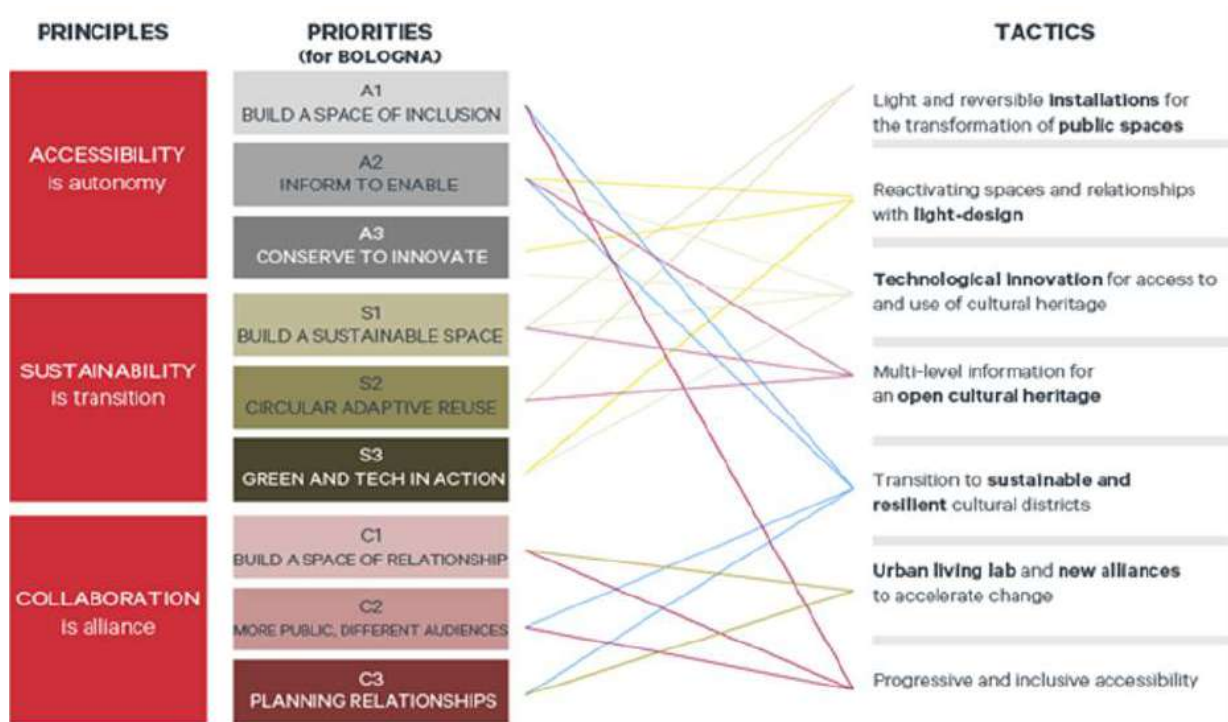 PRINCIPLES
ACCESSIBILITY
is autonomy
SUSTAINABILITY
is transition
COLLABORATION
is alliance
PRIORITIES
(for BOLOGNA)
A1
BUILD A SPACE OF INCLUSION
A2
INFORM TO ENABLE
A3
CONSERVE TO INNOVATE
S1
BUILD A SUSTAINABLE SPACE
S2
CIRCULAR ADAPTIVE REUSE
S3
GREEN AND TECH IN ACTION
C1
BUILD A SPACE OF RELATIONSHIP
C2
MORE PUBLIC, DIFFERENT AUDIENCES
C3
PLANNING RELATIONSHIPS
TACTICS
Light and reversible installations for
the transformation of public spaces
Reactivating spaces and relationships
with light-design
Technological innovation for access to
and use of cultural heritage
Multi-level information for
an open cultural heritage
Transition to sustainable and
resilient cultural districts
Urban living lab and new alliances
to accelerate change
Progressive and inclusive accessibility